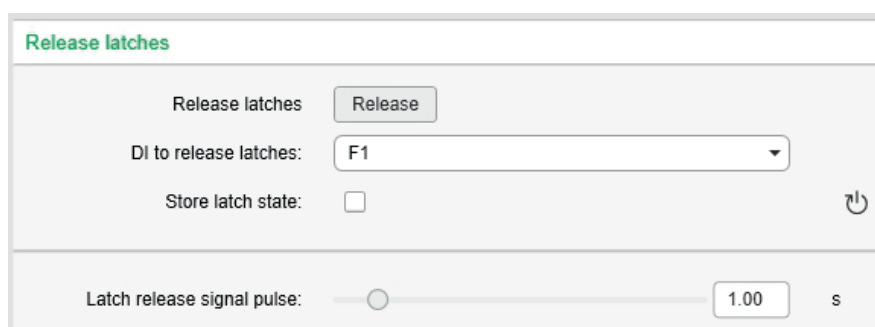 Release latches
Release latches Release
DI to release latches: F1
Store latch state:
Latch release signal pulse: 1.00 s